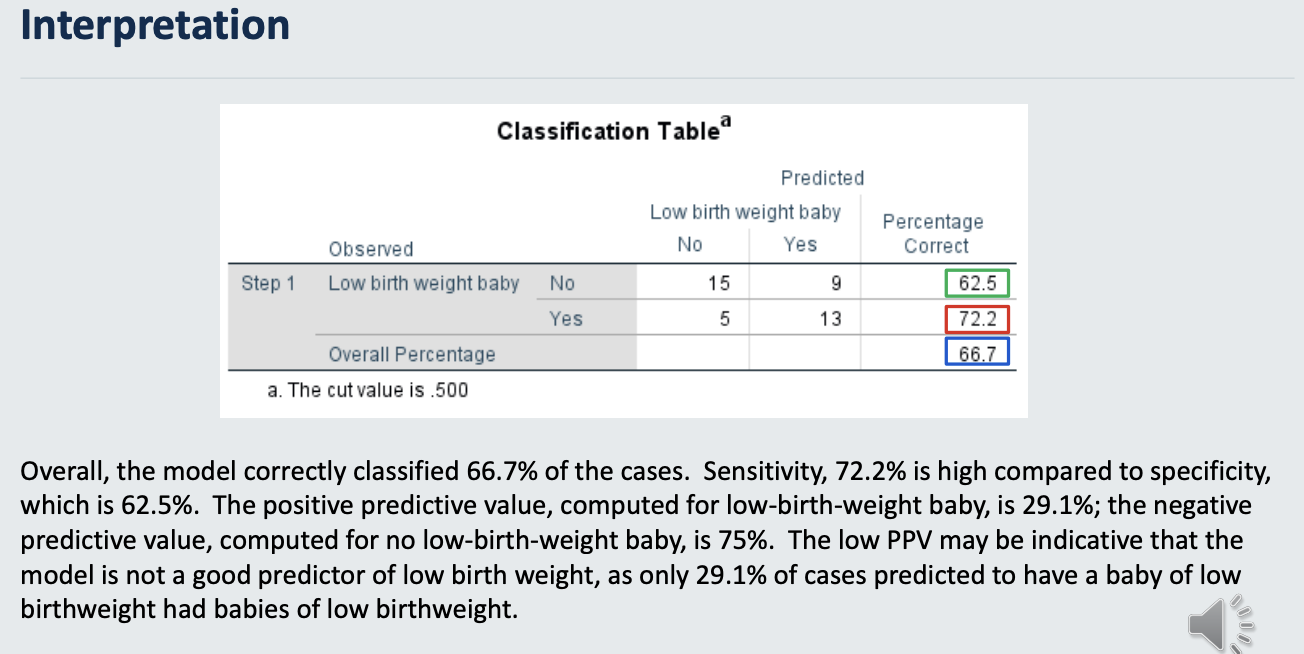 Interpretation
Classification Tableª
Predicted
Low birth weight baby
Percentage Correct
Observed
No
Yes
Step 1
Low birth weight baby
No
15
9
62.5
Yes
5
13
72.2
Overall Percentage
66.7
a. The cut value is .500
Overall, the model correctly classified 66.7% of the cases.  Sensitivity, 72.2% is high compared to specificity,
which is 62.5%.  The positive predictive value, computed for low-birth-weight baby, is 29.1%; the negative
predictive value, computed for no low-birth-weight baby, is 75%.  The low PPV may be indicative that the
model is not a good predictor of low birth weight, as only 29.1% of cases predicted to have a baby of low
birthweight had babies of low birthweight.